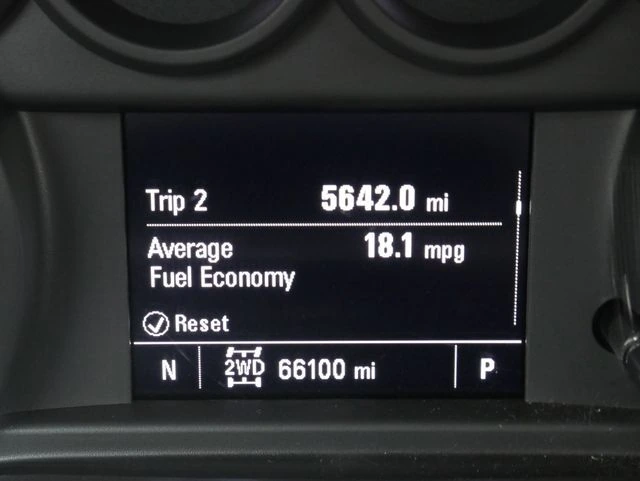 Trip 2 5642.0 mi
Average 18.1 mpg
Fuel Economy
Reset
N 2WD 66100 mi P